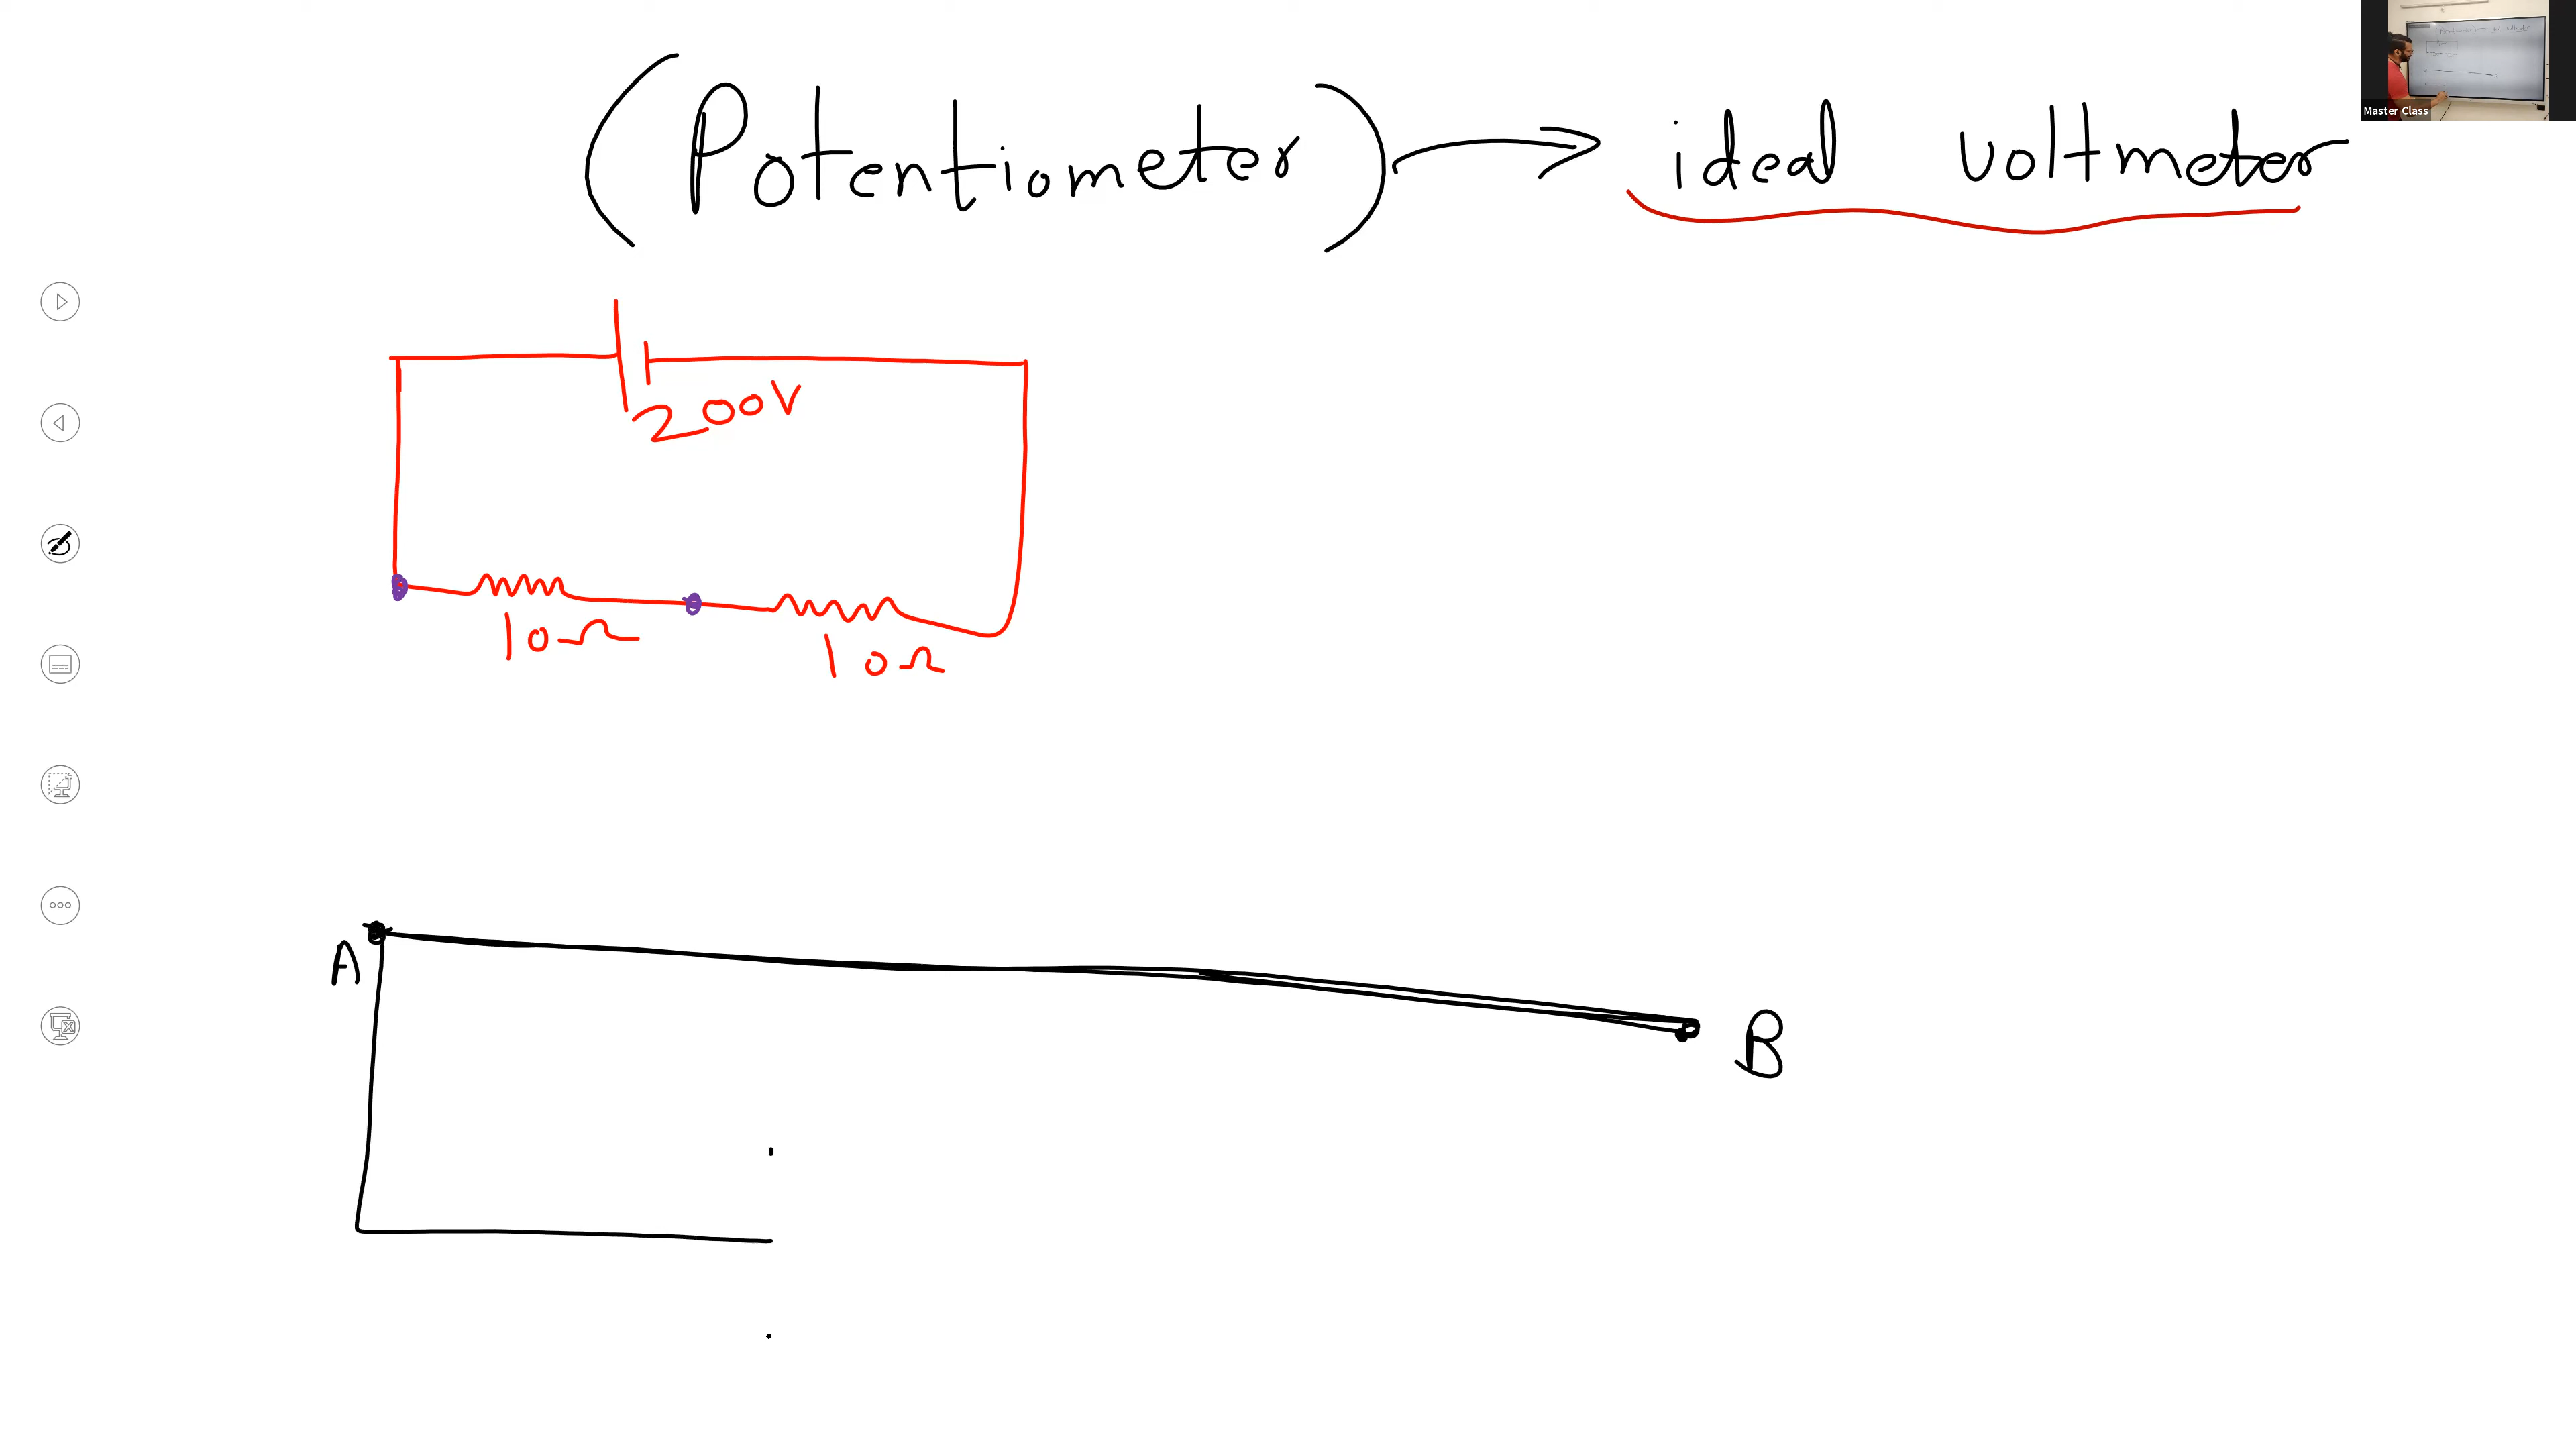 (Potentiometer) → ideal voltmeter
Master Class
200V
10Ω
10Ω
A
B